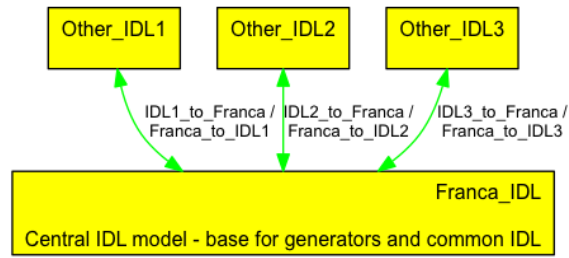 Other_IDL1
Other_IDL2
Other_IDL3
IDL1_to_Franca /
Franca_to_IDL1
IDL2_to_Franca /
Franca_to_IDL2
IDL3_to_Franca /
Franca_to_IDL3
Franca_IDL
Central IDL model - base for generators and common IDL